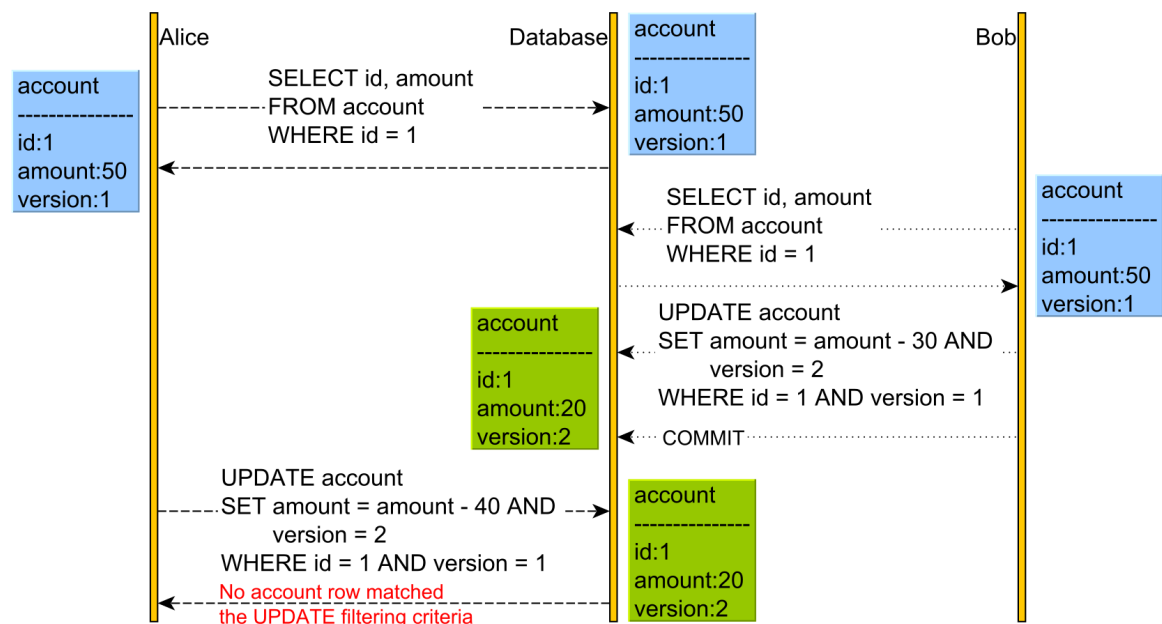 Alice
Database
Bob
account
---------------
id:1
amount:50
version:1
SELECT id, amount
FROM account
WHERE id = 1
account
---------------
id:1
amount:50
version:1
SELECT id, amount
FROM account
WHERE id = 1
account
---------------
id:1
amount:50
version:1
UPDATE account
SET amount = amount - 30 AND
version = 2
WHERE id = 1 AND version = 1
account
---------------
id:1
amount:20
version:2
COMMIT
UPDATE account
SET amount = amount - 40 AND
version = 2
WHERE id = 1 AND version = 1
account
---------------
id:1
amount:20
version:2
No account row matched
the UPDATE filtering criteria